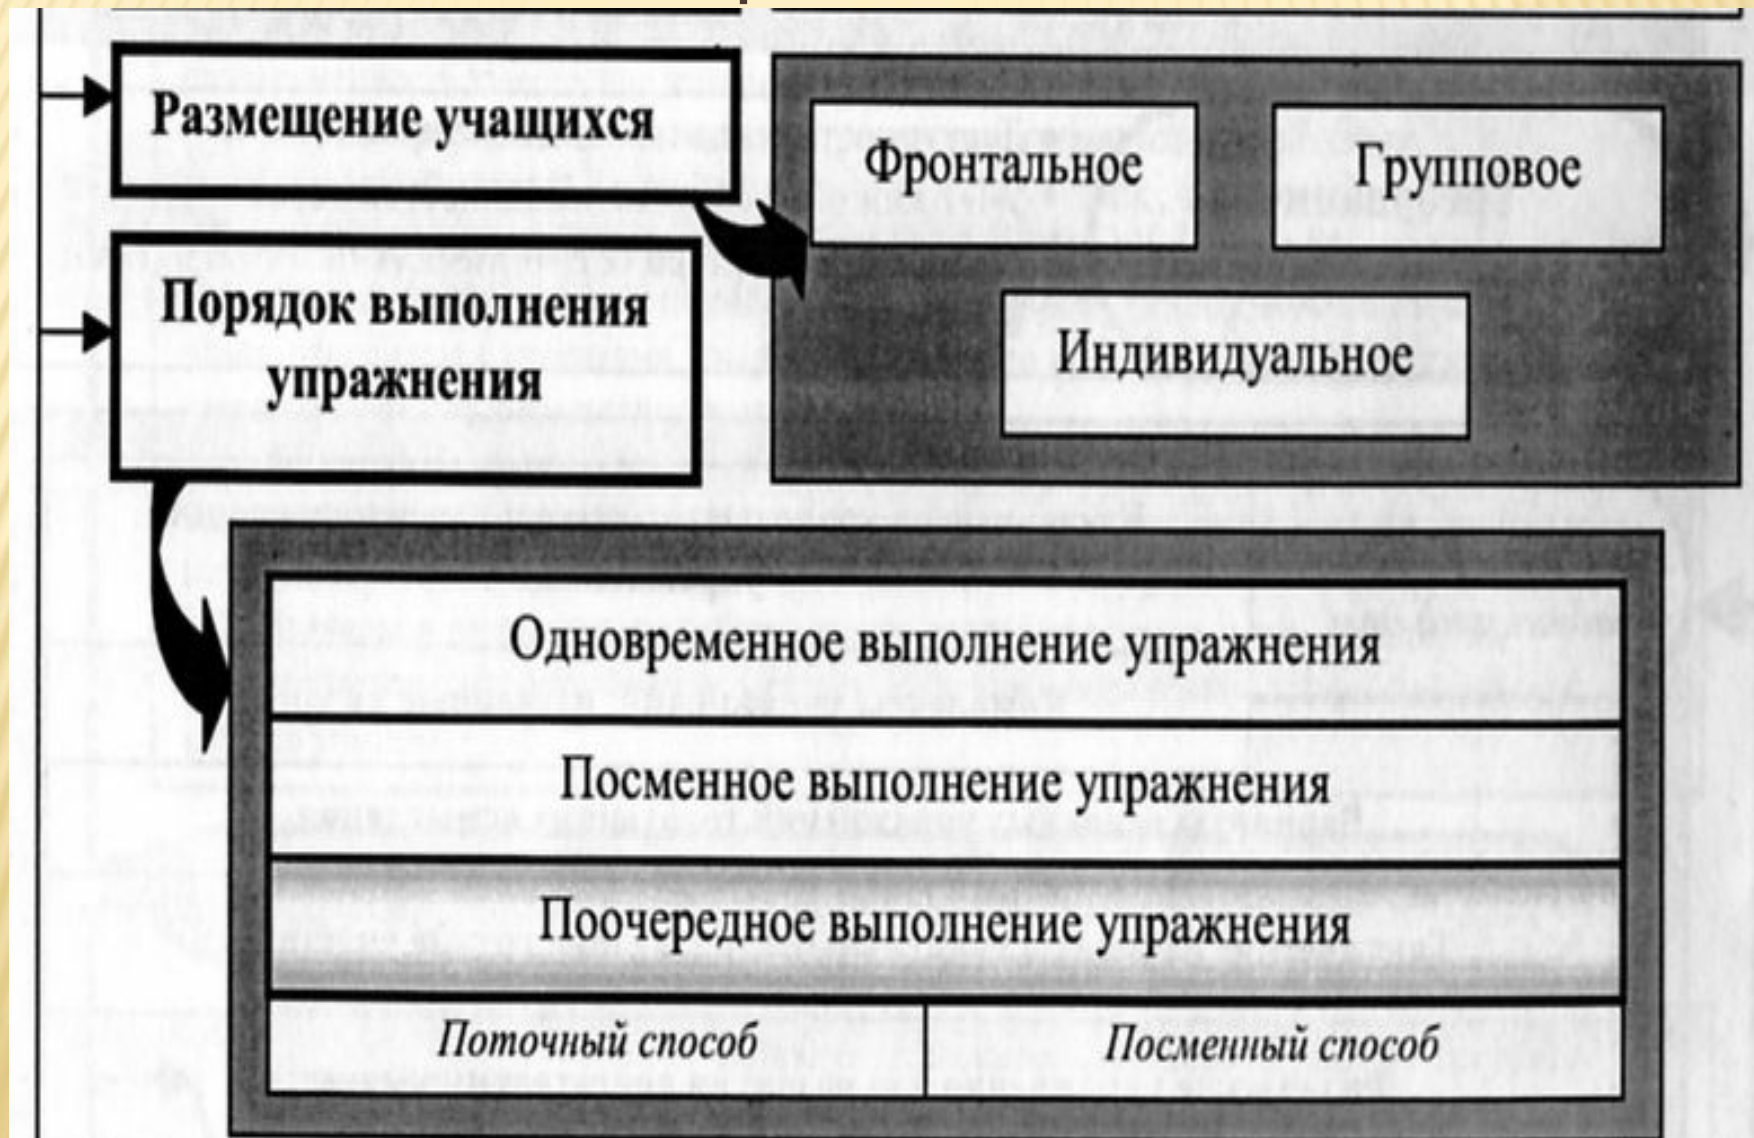 Размещение учащихся
Фронтальное
Групповое
Индивидуальное
Порядок выполнения
упражнения
Одновременное выполнение упражнения
Посменное выполнение упражнения
Поочередное выполнение упражнения
Поточный способ
Посменный способ